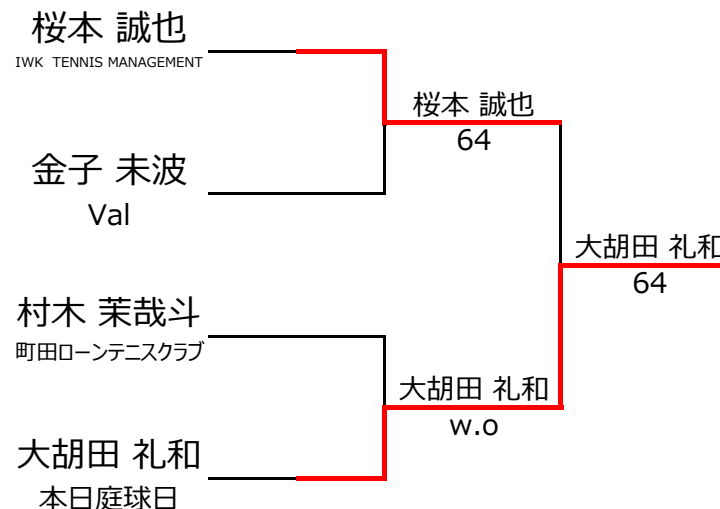 桜本 誠也
IWK TENNIS MANAGEMENT
桜本 誠也
64
金子 未波
Val
大胡田 礼和
64
村木 茉哉斗
町田ローンテニスクラブ
大胡田 礼和
w.o
大胡田 礼和
本日庭球日